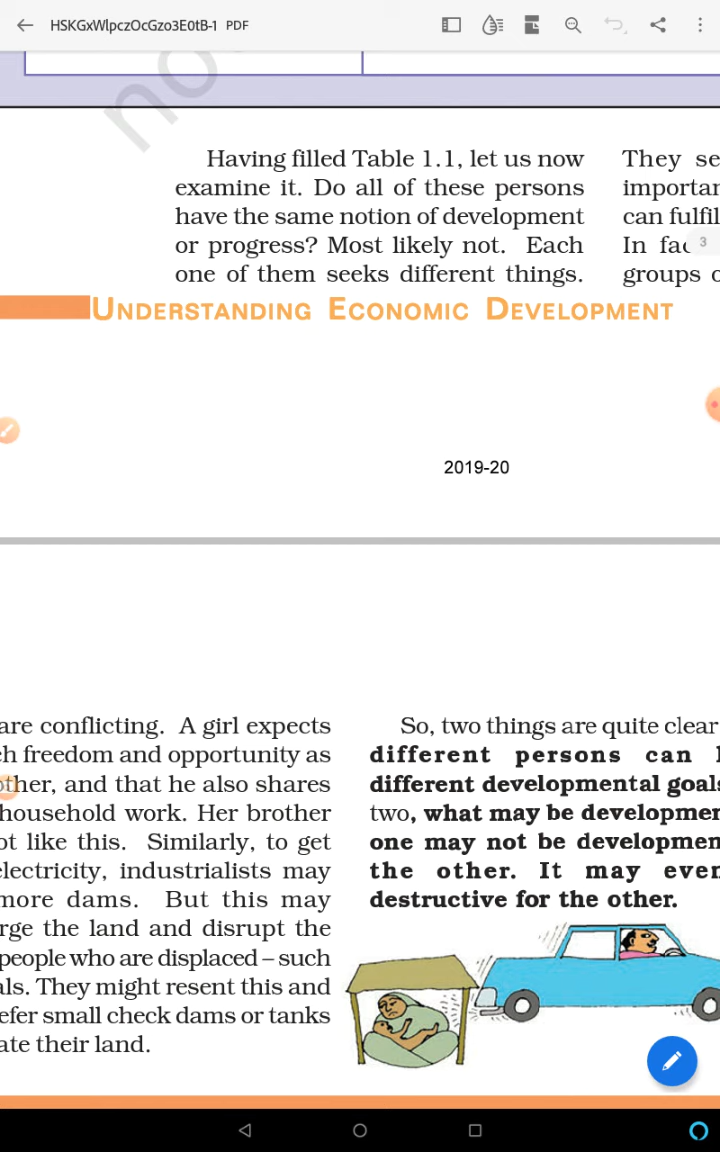 HSKGxWlpczOcGzo3E0tB-1 PDF
Having filled Table 1.1, let us now
examine it. Do all of these persons
have the same notion of development
or progress? Most likely not. Each
one of them seeks different things.
They se
importan
can fulfil
In fac
groups o
3
UNDERSTANDING ECONOMIC DEVELOPMENT
2019-20
are conflicting. A girl expects
ch freedom and opportunity as
other, and that he also shares
household work. Her brother
ot like this. Similarly, to get
electricity, industrialists may
more dams. But this may
rge the land and disrupt the
people who are displaced – such
als. They might resent this and
efer small check dams or tanks
ate their land.
So, two things are quite clear
different persons can
different developmental goals
two, what may be developmen
one may not be developmen
the other. It may even
destructive for the other.